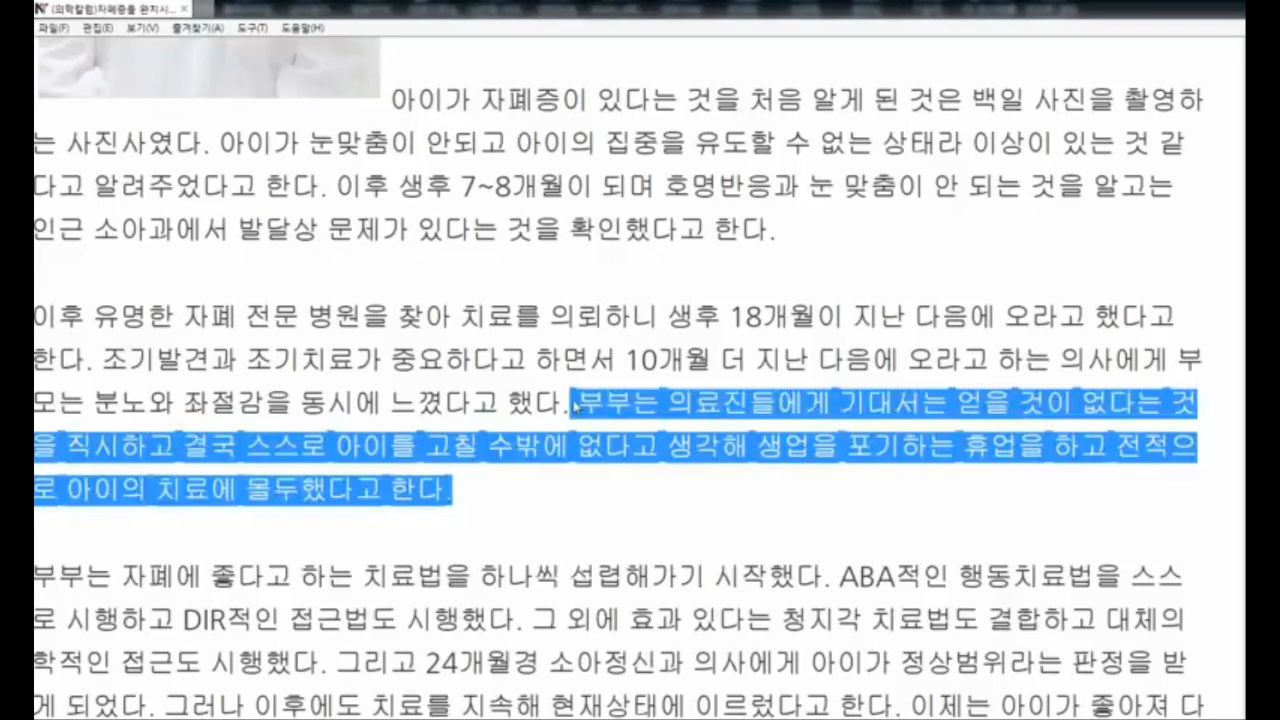 (의학칼럼)자폐증을 완치시...
파일(F) 편집(E) 보기(V) 즐겨찾기(A) 도구(T) 도움말(H)
아이가 자폐증이 있다는 것을 처음 알게 된 것은 백일 사진을 촬영하
는 사진사였다. 아이가 눈맞춤이 안되고 아이의 집중을 유도할 수 없는 상태라 이상이 있는 것 같
다고 알려주었다고 한다. 이후 생후 7~8개월이 되며 호명반응과 눈 맞춤이 안 되는 것을 알고는
인근 소아과에서 발달상 문제가 있다는 것을 확인했다고 한다.
이후 유명한 자폐 전문 병원을 찾아 치료를 의뢰하니 생후 18개월이 지난 다음에 오라고 했다고
한다. 조기발견과 조기치료가 중요하다고 하면서 10개월 더 지난 다음에 오라고 하는 의사에게 부
모는 분노와 좌절감을 동시에 느꼈다고 했다. 부부는 의료진들에게 기대서는 얻을 것이 없다는 것
을 직시하고 결국 스스로 아이를 고칠 수밖에 없다고 생각해 생업을 포기하는 휴업을 하고 전적으
로 아이의 치료에 몰두했다고 한다.
부부는 자폐에 좋다고 하는 치료법을 하나씩 섭렵해가기 시작했다. ABA적인 행동치료법을 스스
로 시행하고 DIR적인 접근법도 시행했다. 그 외에 효과 있다는 청지각 치료법도 결합하고 대체의
학적인 접근도 시행했다. 그리고 24개월경 소아정신과 의사에게 아이가 정상범위라는 판정을 받
게 되었다. 그러나 이후에도 치료를 지속해 현재상태에 이르렀다고 한다. 이제는 아이가 좋아져 다